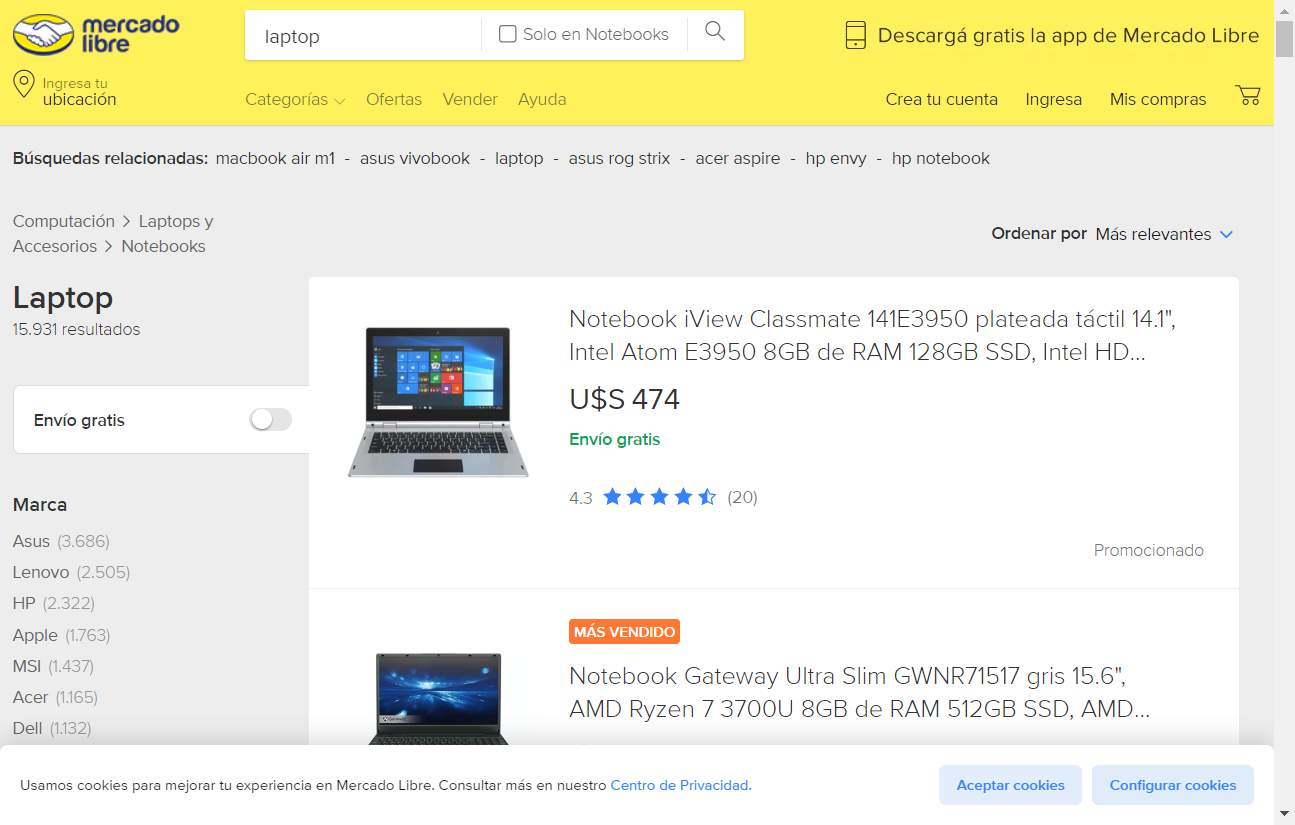 mercado
libre
laptop
Solo en Notebooks
Descargá gratis la app de Mercado Libre
Ingresa tu
ubicación
Categorías
Ofertas
Vender
Ayuda
Crea tu cuenta
Ingresa
Mis compras
Búsquedas relacionadas: macbook air m1 - asus vivobook - laptop - asus rog strix - acer aspire - hp envy - hp notebook
Computación > Laptops y
Accesorios > Notebooks
Ordenar por Más relevantes
Laptop
15.931 resultados
Envío gratis
Marca
Asus (3.686)
Lenovo (2.505)
HP (2.322)
Apple (1.763)
MSI (1.437)
Acer (1.165)
Dell (1.132)
Notebook iView Classmate 141E3950 plateada táctil 14.1",
Intel Atom E3950 8GB de RAM 128GB SSD, Intel HD...
U$S 474
Envío gratis
4.3 (20)
Promocionado
MÁS VENDIDO
Notebook Gateway Ultra Slim GWNR71517 gris 15.6",
AMD Ryzen 7 3700U 8GB de RAM 512GB SSD, AMD...
Gateway
Usamos cookies para mejorar tu experiencia en Mercado Libre. Consultar más en nuestro Centro de Privacidad.
Aceptar cookies
Configurar cookies